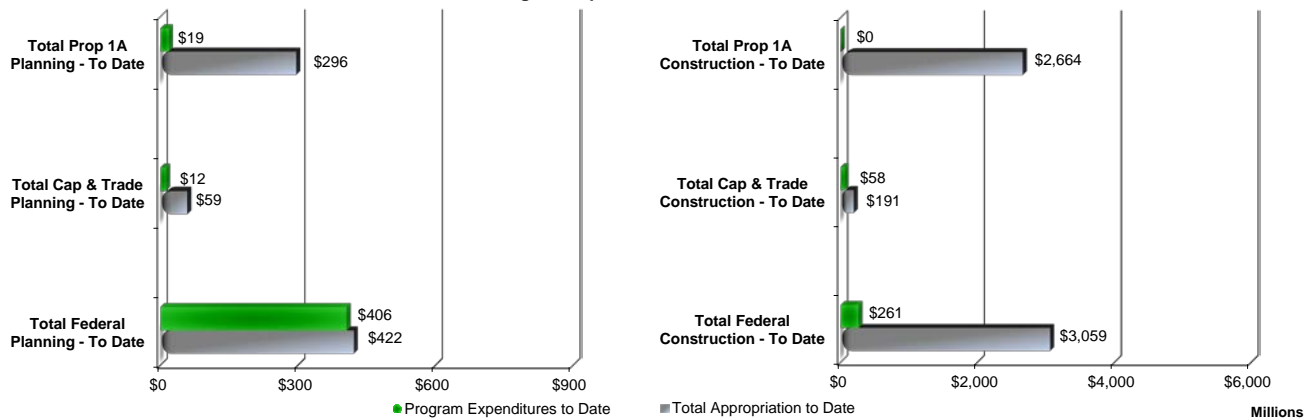 Total Prop 1A
Planning - To Date
$19
$296
Total Cap & Trade
Planning - To Date
$12
$59
Total Federal
Planning - To Date
$406
$422
$0
$300
$600
$900
Total Prop 1A
Construction - To Date
$0
$2,664
Total Cap & Trade
Construction - To Date
$58
$191
Total Federal
Construction - To Date
$261
$3,059
$0
$2,000
$4,000
$6,000
Program Expenditures to Date
Total Appropriation to Date
Millions